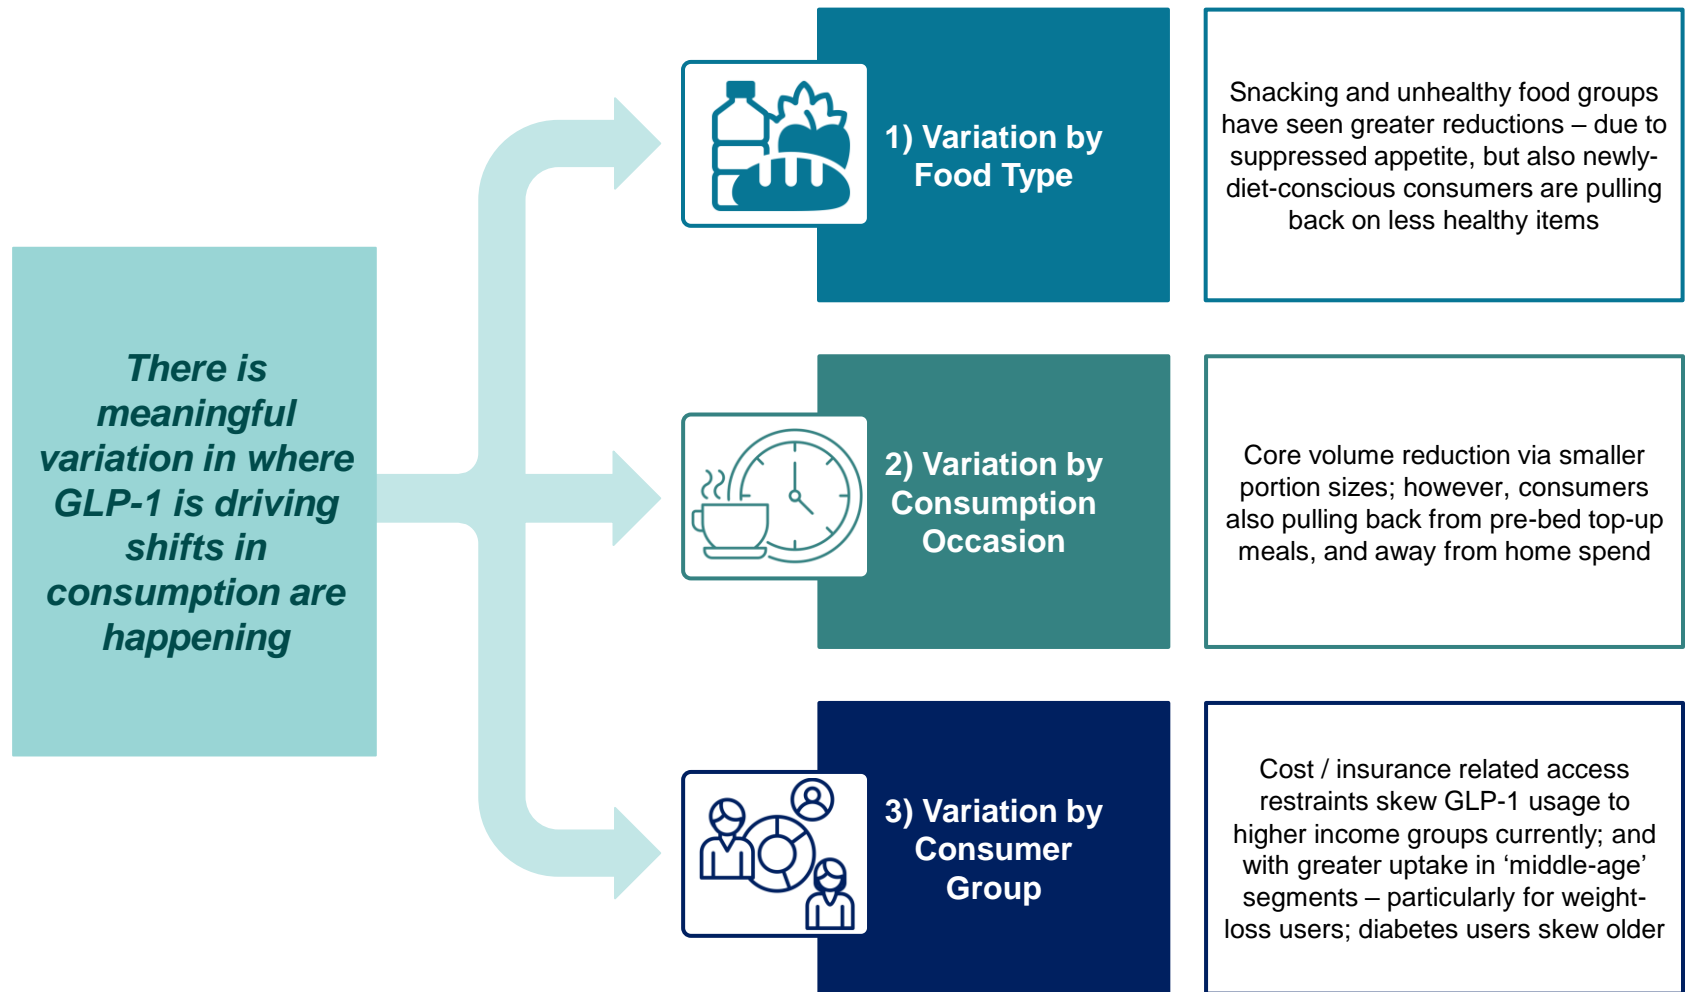 There is
meaningful
variation in where
GLP-1 is driving
shifts in
consumption are
happening
1) Variation by
Food Type
Snacking and unhealthy food groups
have seen greater reductions – due to
suppressed appetite, but also newly-
diet-conscious consumers are pulling
back on less healthy items
2) Variation by
Consumption
Occasion
Core volume reduction via smaller
portion sizes; however, consumers
also pulling back from pre-bed top-up
meals, and away from home spend
3) Variation by
Consumer
Group
Cost / insurance related access
restraints skew GLP-1 usage to
higher income groups currently; and
with greater uptake in ‘middle-age’
segments – particularly for weight-
loss users; diabetes users skew older